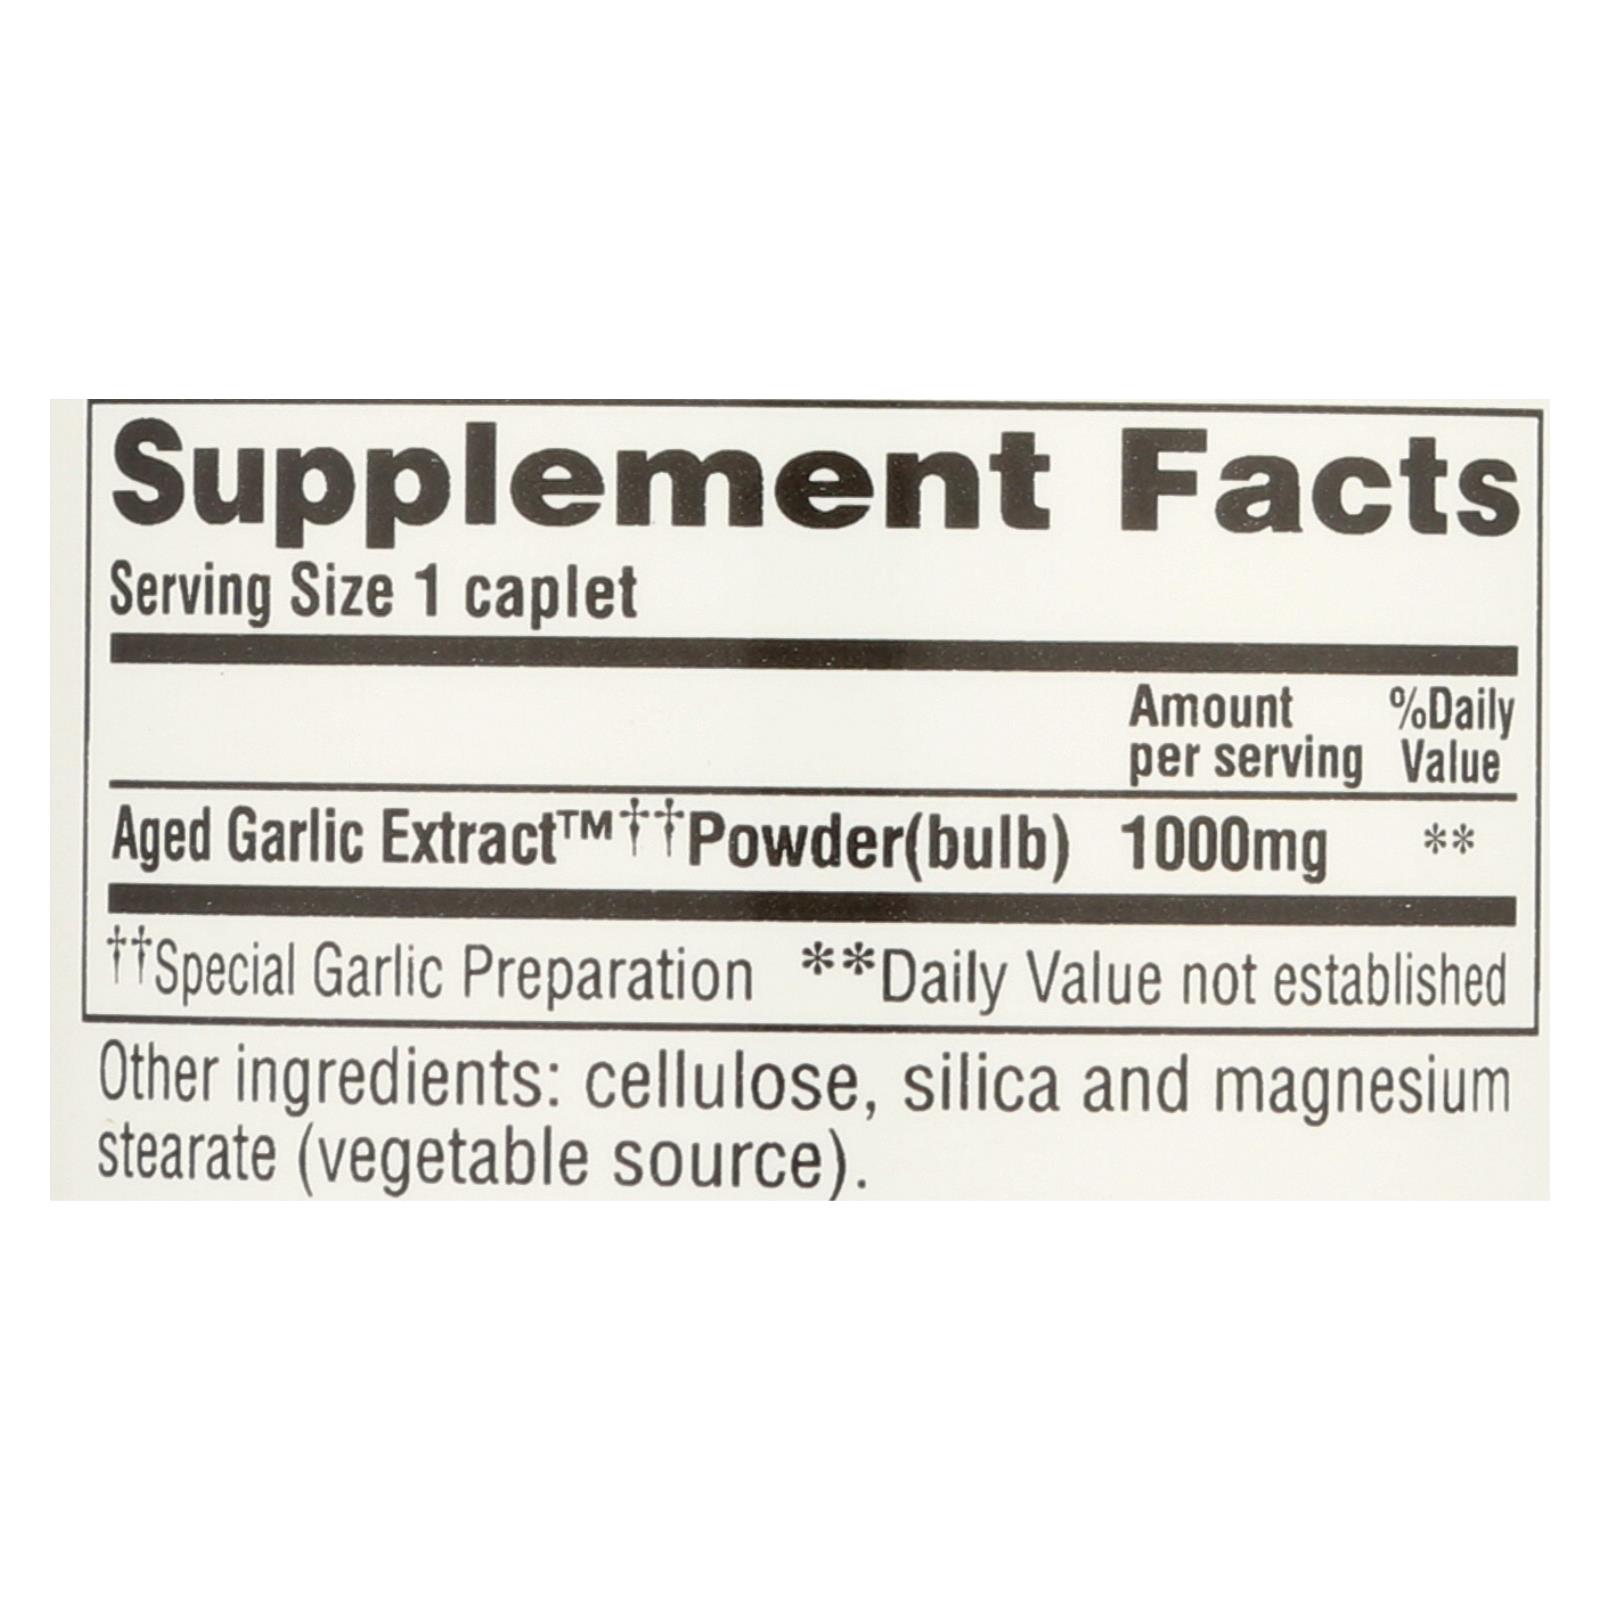 Supplement Facts
Serving Size 1 caplet
Amount per serving %Daily Value
Aged Garlic Extract™††Powder(bulb) 1000mg **
††Special Garlic Preparation **Daily Value not established
Other ingredients: cellulose, silica and magnesium
stearate (vegetable source).